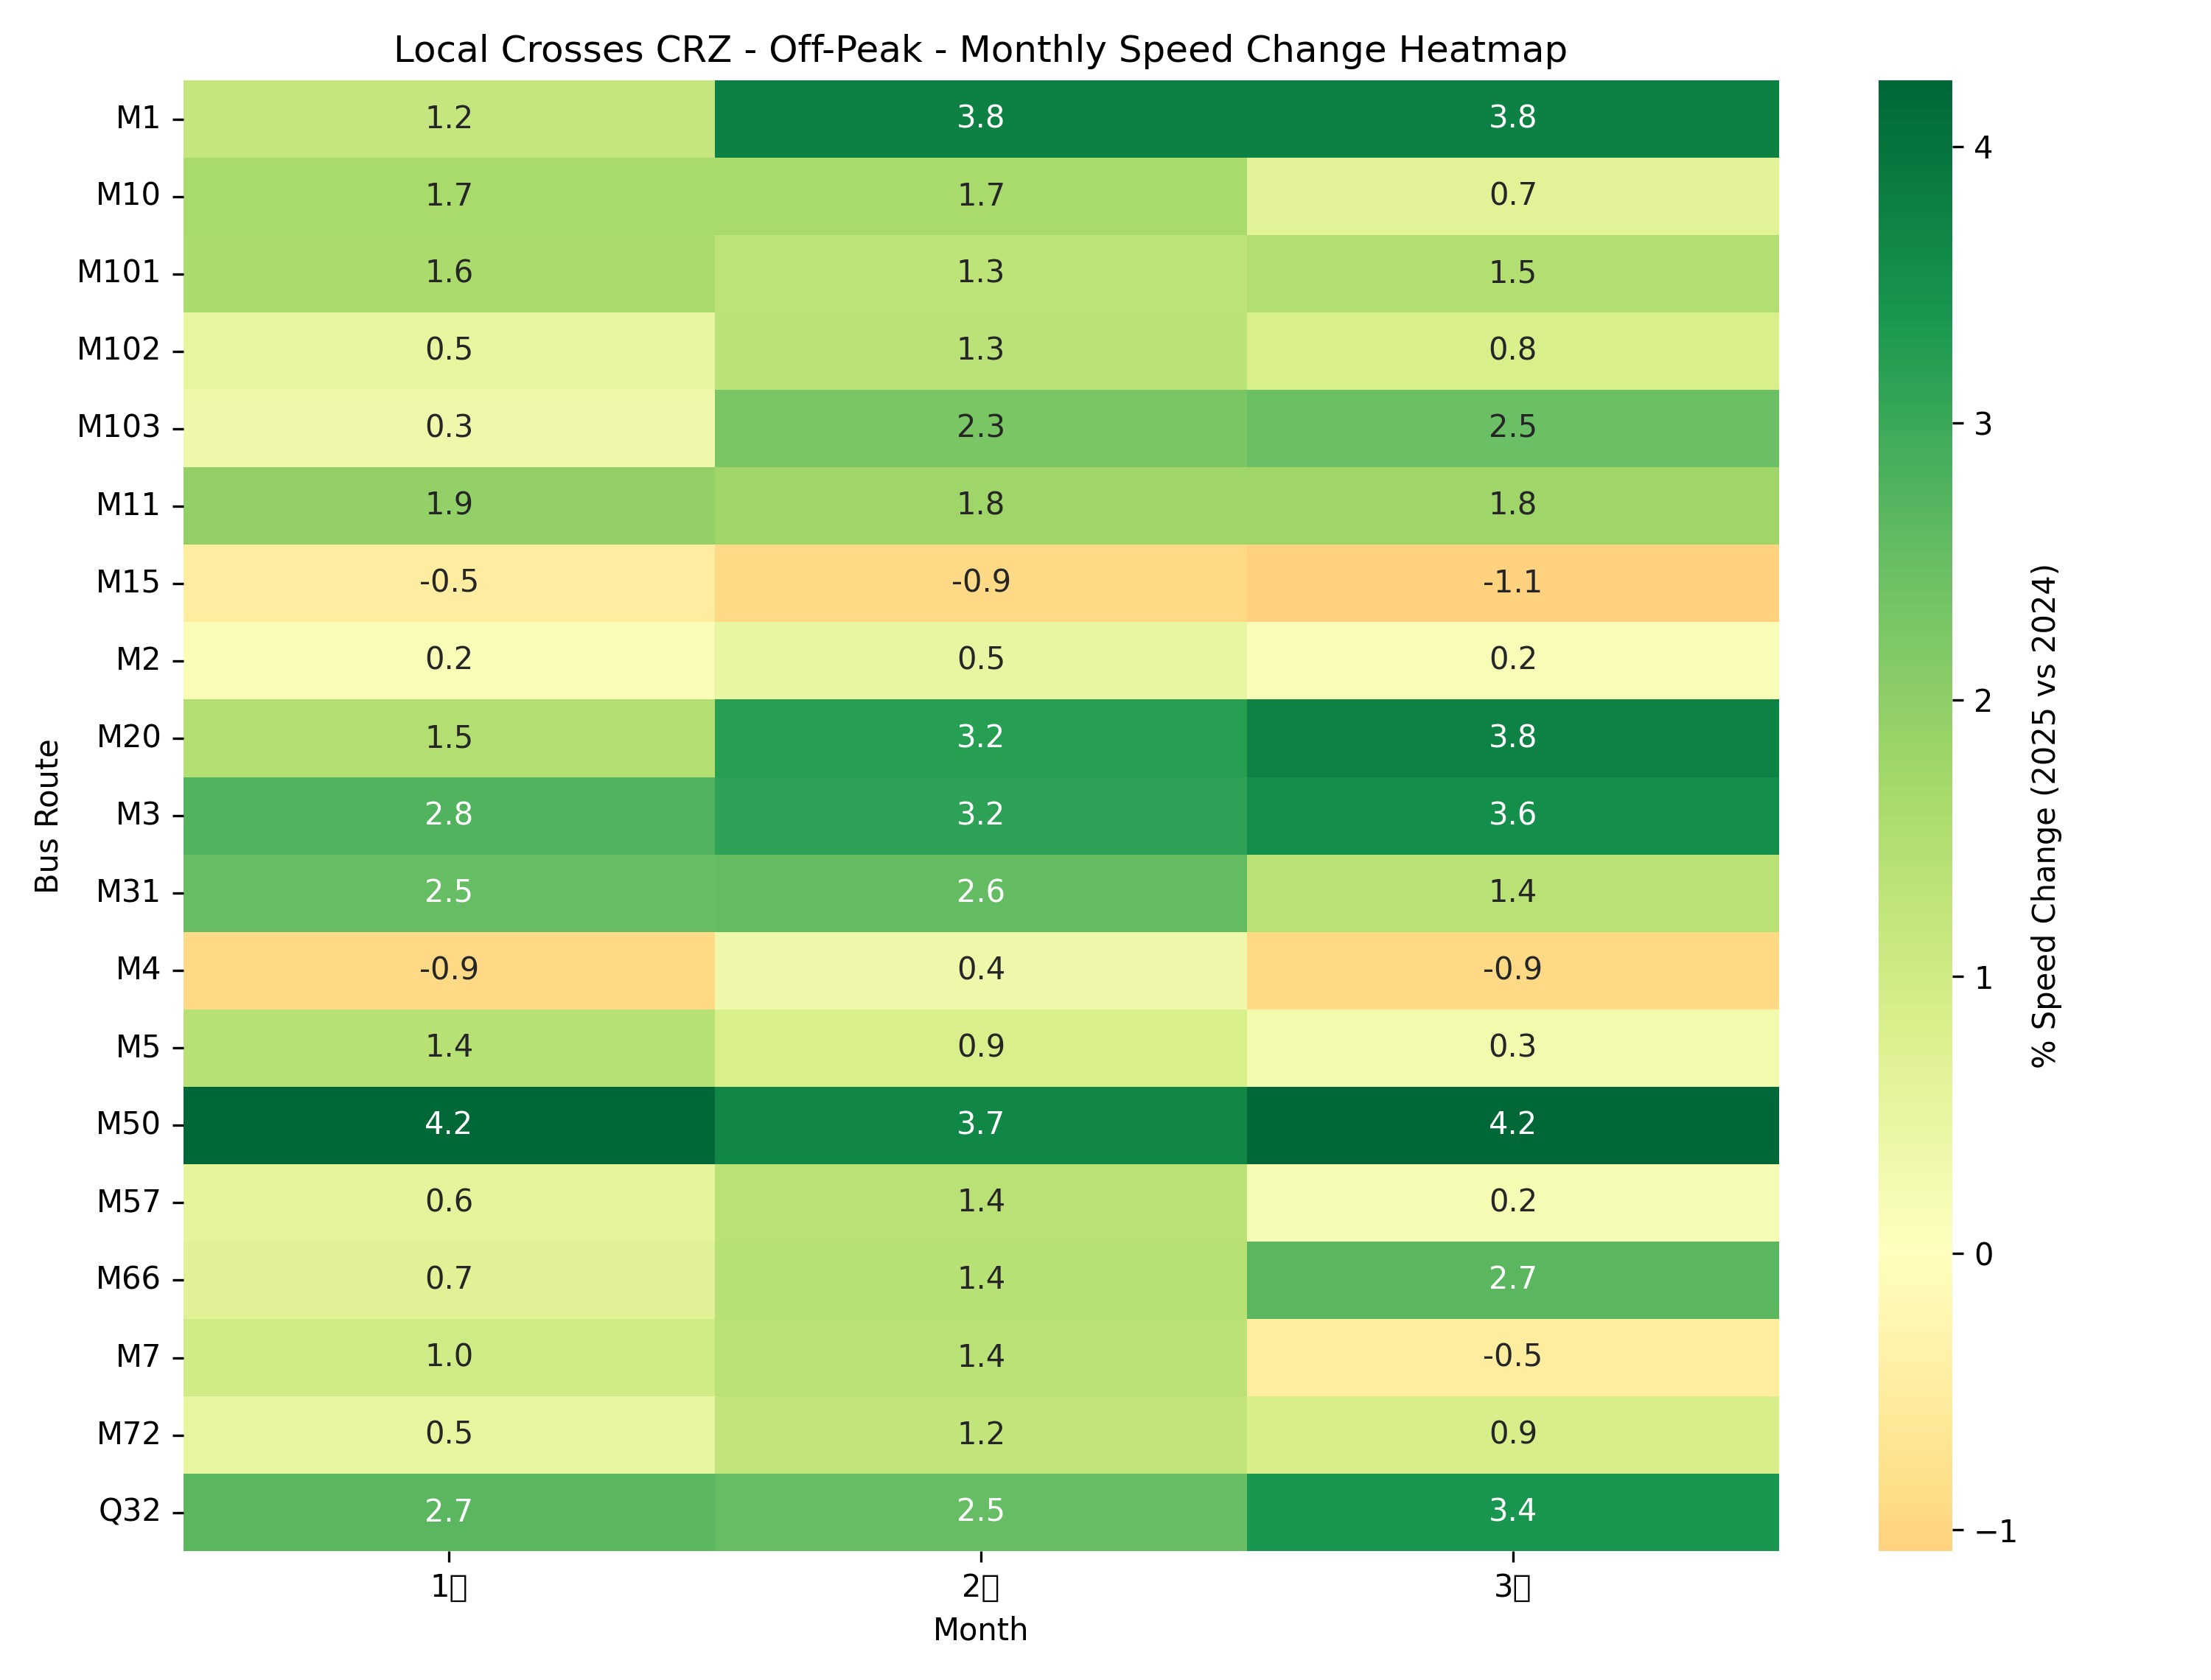 Local Crosses CRZ - Off-Peak - Monthly Speed Change Heatmap
M1 1.2 3.8 3.8
M10 1.7 1.7 0.7
M101 1.6 1.3 1.5
M102 0.5 1.3 0.8
M103 0.3 2.3 2.5
M11 1.9 1.8 1.8
M15 -0.5 -0.9 -1.1
M2 0.2 0.5 0.2
M20 1.5 3.2 3.8
M3 2.8 3.2 3.6
M31 2.5 2.6 1.4
M4 -0.9 0.4 -0.9
M5 1.4 0.9 0.3
M50 4.2 3.7 4.2
M57 0.6 1.4 0.2
M66 0.7 1.4 2.7
M7 1.0 1.4 -0.5
M72 0.5 1.2 0.9
Q32 2.7 2.5 3.4
1▯ 2▯ 3▯
Month
Bus Route
4
3
2
1
0
−1
% Speed Change (2025 vs 2024)